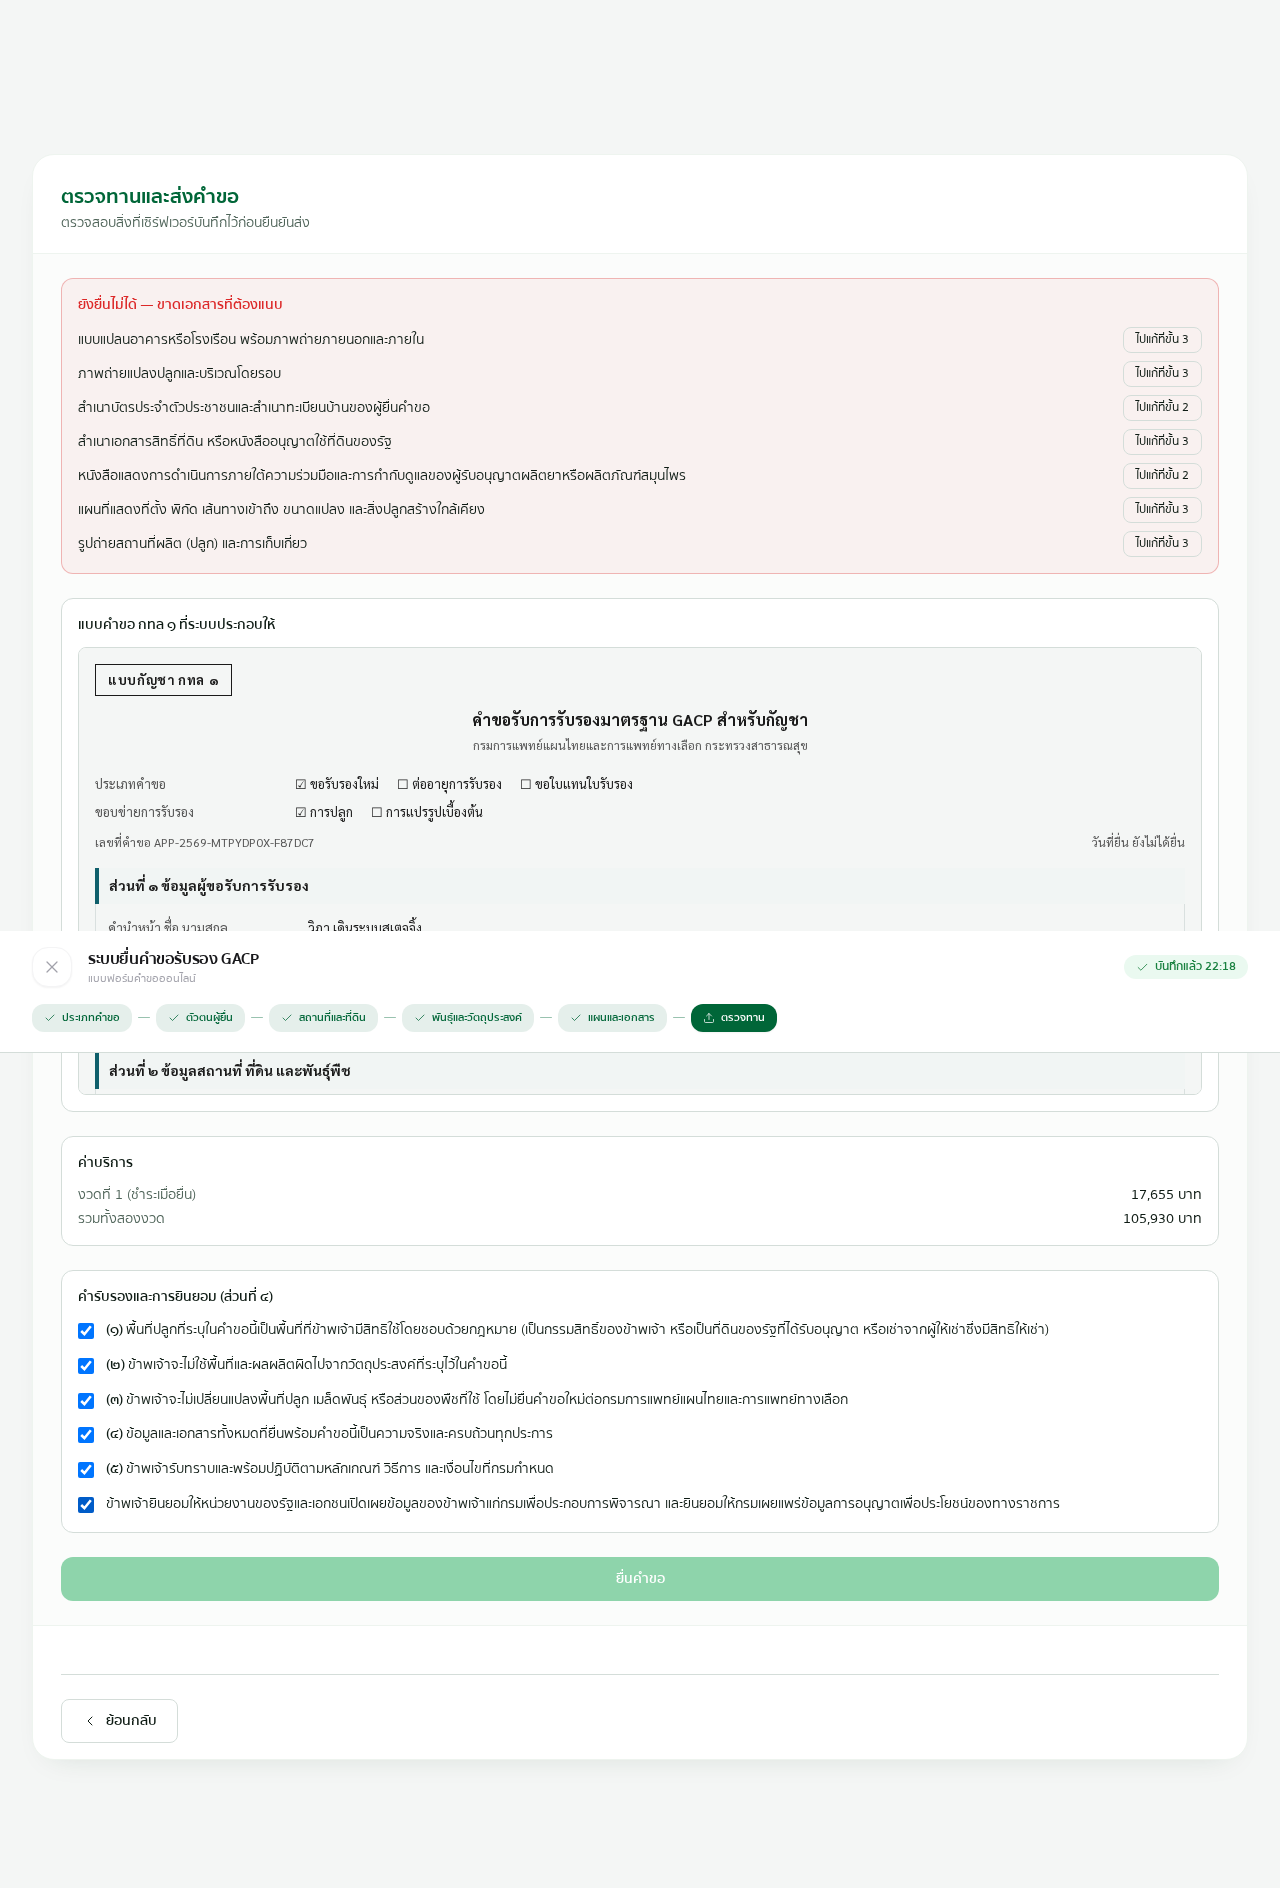 ตรวจทานและส่งคำขอ
ตรวจสอบสิ่งที่เซิร์ฟเวอร์บันทึกไว้ก่อนยืนยันส่ง
ยังยื่นไม่ได้ — ขาดเอกสารที่ต้องแนบ
แบบแปลนอาคารหรือโรงเรือน พร้อมภาพถ่ายภายนอกและภายใน ไปแก้ที่ขั้น 3
ภาพถ่ายแปลงปลูกและบริเวณโดยรอบ ไปแก้ที่ขั้น 3
สำเนาบัตรประจำตัวประชาชนและสำเนาทะเบียนบ้านของผู้ยื่นคำขอ ไปแก้ที่ขั้น 2
สำเนาเอกสารสิทธิ์ที่ดิน หรือหนังสืออนุญาตใช้ที่ดินของรัฐ ไปแก้ที่ขั้น 3
หนังสือแสดงการดำเนินการภายใต้ความร่วมมือและการกำกับดูแลของผู้รับอนุญาตผลิตยาหรือผลิตภัณฑ์สมุนไพร ไปแก้ที่ขั้น 2
แผนที่แสดงที่ตั้ง พิกัด เส้นทางเข้าถึง ขนาดแปลง และสิ่งปลูกสร้างใกล้เคียง ไปแก้ที่ขั้น 3
รูปถ่ายสถานที่ผลิต (ปลูก) และการเก็บเกี่ยว ไปแก้ที่ขั้น 3
แบบคำขอ กทล ๑ ที่ระบบประกอบให้
แบบกัญชา กทล ๑
คำขอรับการรับรองมาตรฐาน GACP สำหรับกัญชา
กรมการแพทย์แผนไทยและการแพทย์ทางเลือก กระทรวงสาธารณสุข
ประเภทคำขอ ☑ ขอรับรองใหม่ ☐ ต่ออายุการรับรอง ☐ ขอใบแทนใบรับรอง
ขอบข่ายการรับรอง ☑ การปลูก ☐ การแปรรูปเบื้องต้น
เลขที่คำขอ APP-2569-MTPYDP0X-F87DC7 วันที่ยื่น ยังไม่ได้ยื่น
ส่วนที่ ๑ ข้อมูลผู้ขอรับการรับรอง
คำนำหน้า ชื่อ นามสกุล วิภา เดินระบบสเตจจิ้ง
ระบบยื่นคำขอรับรอง GACP
แบบฟอร์มคำขอออนไลน์
บันทึกแล้ว 22:18
ประเภทคำขอ — ตัวตนผู้ยื่น — สถานที่และที่ดิน — พันธุ์และวัตถุประสงค์ — แผนและเอกสาร — ตรวจทาน
ส่วนที่ ๒ ข้อมูลสถานที่ ที่ดิน และพันธุ์พืช
ค่าบริการ
งวดที่ 1 (ชำระเมื่อยื่น) 17,655 บาท
รวมทั้งสองงวด 105,930 บาท
คำรับรองและการยินยอม (ส่วนที่ ๔)
(๑) พื้นที่ปลูกที่ระบุในคำขอนี้เป็นพื้นที่ที่ข้าพเจ้ามีสิทธิใช้โดยชอบด้วยกฎหมาย (เป็นกรรมสิทธิ์ของข้าพเจ้า หรือเป็นที่ดินของรัฐที่ได้รับอนุญาต หรือเช่าจากผู้ให้เช่าซึ่งมีสิทธิให้เช่า)
(๒) ข้าพเจ้าจะไม่ใช้พื้นที่และผลผลิตผิดไปจากวัตถุประสงค์ที่ระบุไว้ในคำขอนี้
(๓) ข้าพเจ้าจะไม่เปลี่ยนแปลงพื้นที่ปลูก เมล็ดพันธุ์ หรือส่วนของพืชที่ใช้ โดยไม่ยื่นคำขอใหม่ต่อกรมการแพทย์แผนไทยและการแพทย์ทางเลือก
(๔) ข้อมูลและเอกสารทั้งหมดที่ยื่นพร้อมคำขอนี้เป็นความจริงและครบถ้วนทุกประการ
(๕) ข้าพเจ้ารับทราบและพร้อมปฏิบัติตามหลักเกณฑ์ วิธีการ และเงื่อนไขที่กรมกำหนด
ข้าพเจ้ายินยอมให้หน่วยงานของรัฐและเอกชนเปิดเผยข้อมูลของข้าพเจ้าแก่กรมเพื่อประกอบการพิจารณา และยินยอมให้กรมเผยแพร่ข้อมูลการอนุญาตเพื่อประโยชน์ของทางราชการ
ยื่นคำขอ
ย้อนกลับ